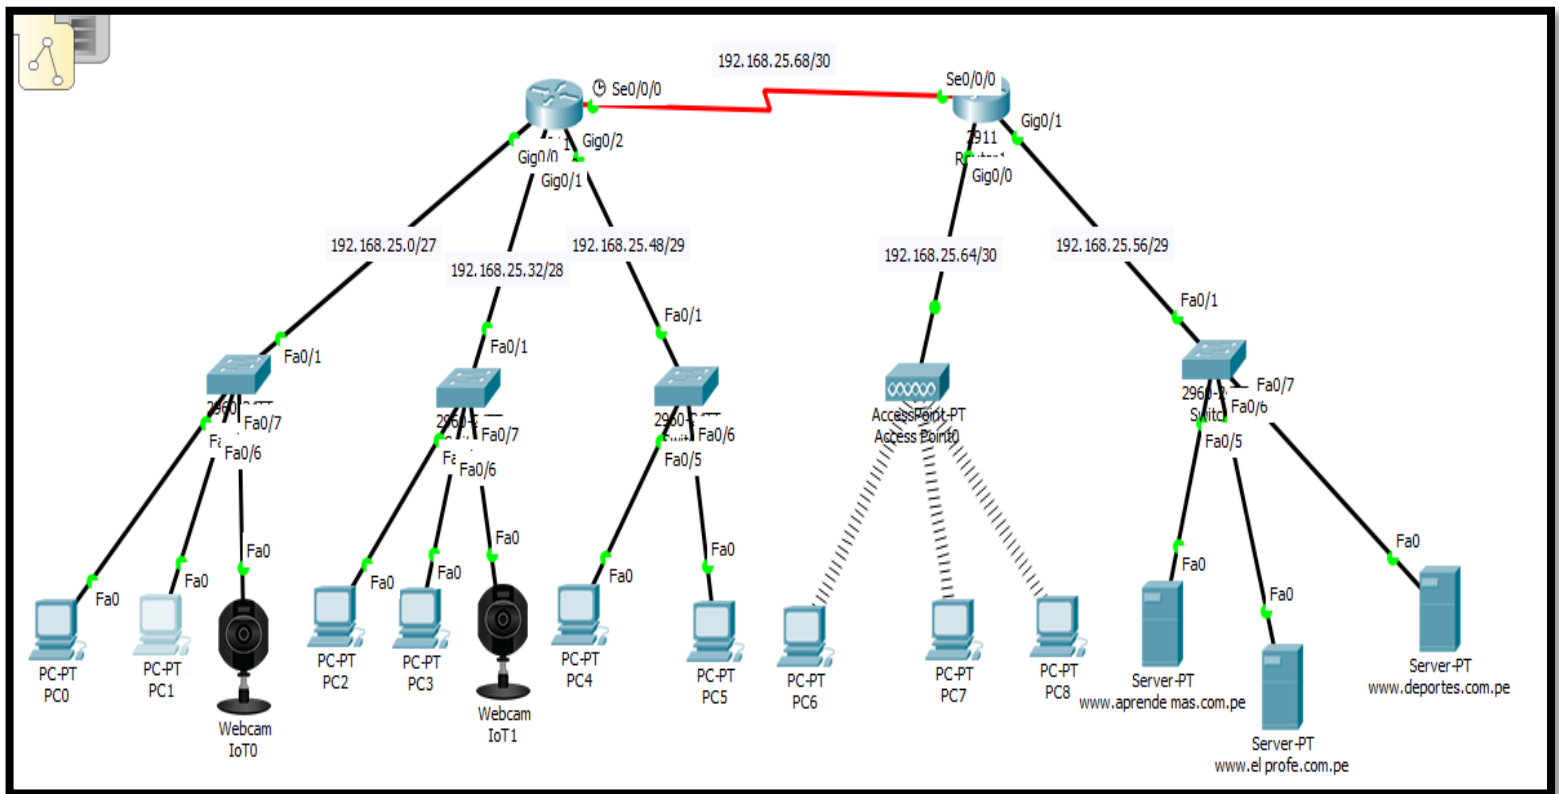 192.168.25.68/30
Se0/0/0
Se0/0/0
Gig0/2
Gig0/0
Gig0/1
2911
Gig0/1
Gig0/0
192.168.25.0/27
192.168.25.32/28
192.168.25.48/29
192.168.25.64/30
192.168.25.56/29
Fa0/1
Fa0/1
Fa0/1
Fa0/1
Fa0/7
Fa0/6
Fa0/7
Fa0/6
Fa0/6
Fa0/5
AccessPoint-PT
Access Point0
Fa0/7
Fa0/6
Fa0/5
Fa0
Fa0
Fa0
Fa0
Fa0
Fa0
Fa0
Fa0
Fa0
Fa0
Fa0
PC-PT
PC0
PC-PT
PC1
Webcam
IoT0
PC-PT
PC2
PC-PT
PC3
Webcam
IoT1
PC-PT
PC4
PC-PT
PC5
PC-PT
PC6
PC-PT
PC7
PC-PT
PC8
Server-PT
www.aprende mas.com.pe
Server-PT
www.el profe.com.pe
Server-PT
www.deportes.com.pe